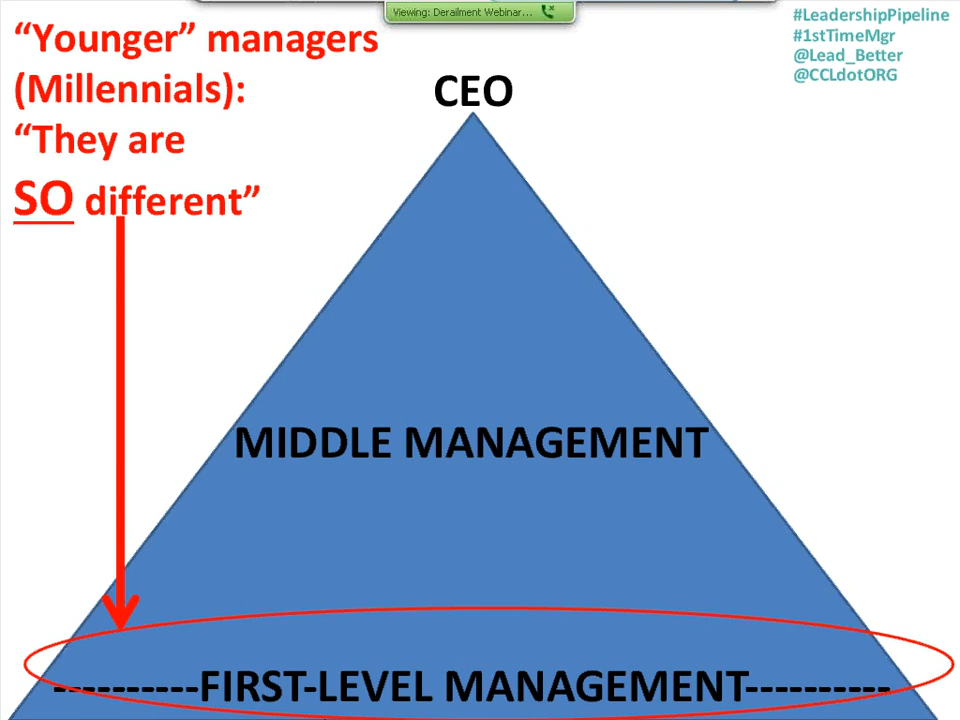 Viewing: Derailment Webinar...
#LeadershipPipeline
#1stTimeMgr
@Lead_Better
@CCLdotORG
“Younger” managers
(Millennials):
“They are
SO different”
CEO
MIDDLE MANAGEMENT
----------FIRST-LEVEL MANAGEMENT----------